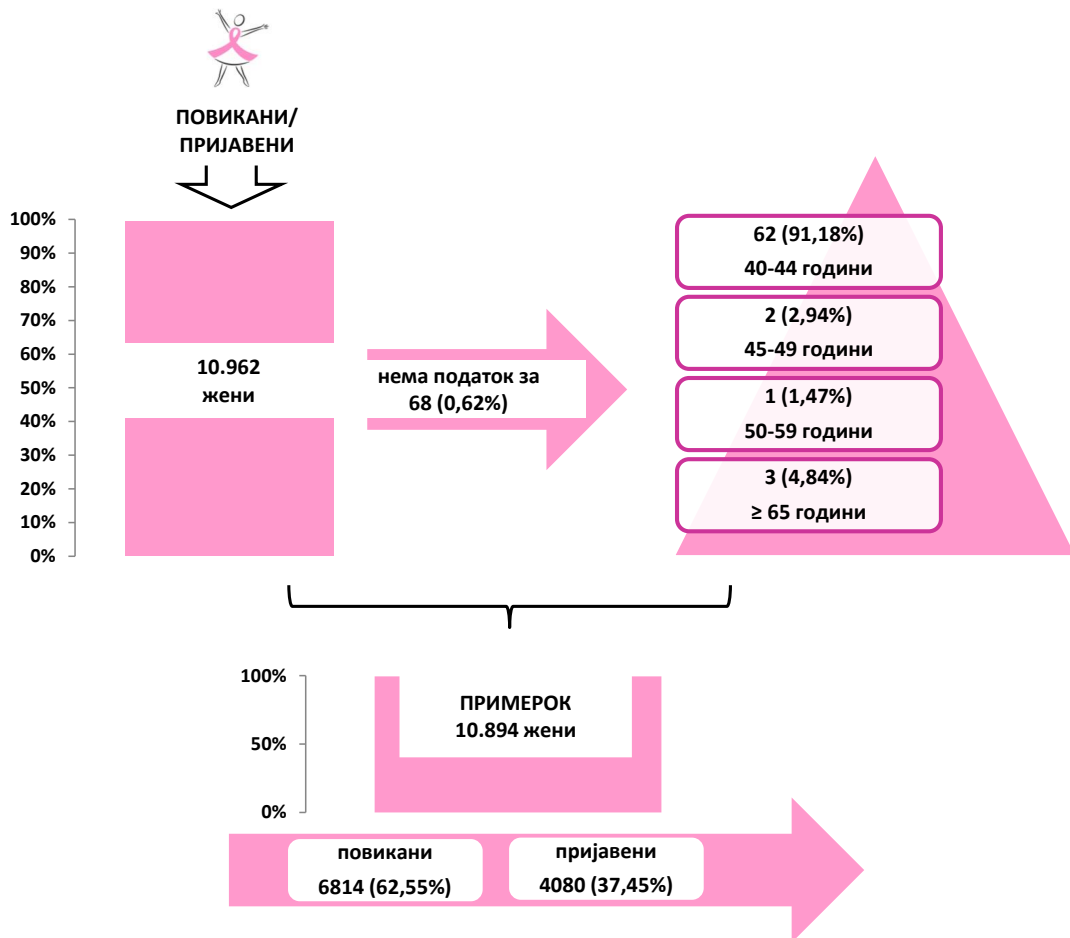 ПОВИКАНИ/
ПРИЈАВЕНИ
100%
90%
80%
70%
60%
50%
40%
30%
20%
10%
0%
10.962
жени
нема податок за
68 (0,62%)
62 (91,18%)
40-44 години
2 (2,94%)
45-49 години
1 (1,47%)
50-59 години
3 (4,84%)
≥ 65 години
100%
50%
0%
ПРИМЕРОК
10.894 жени
повикани
6814 (62,55%)
пријавени
4080 (37,45%)